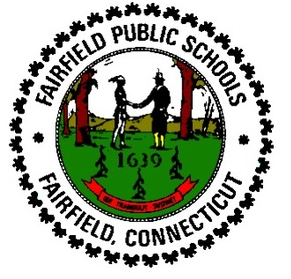 FAIRFIELD PUBLIC SCHOOLS
1639
FAIRFIELD, CONNECTICUT